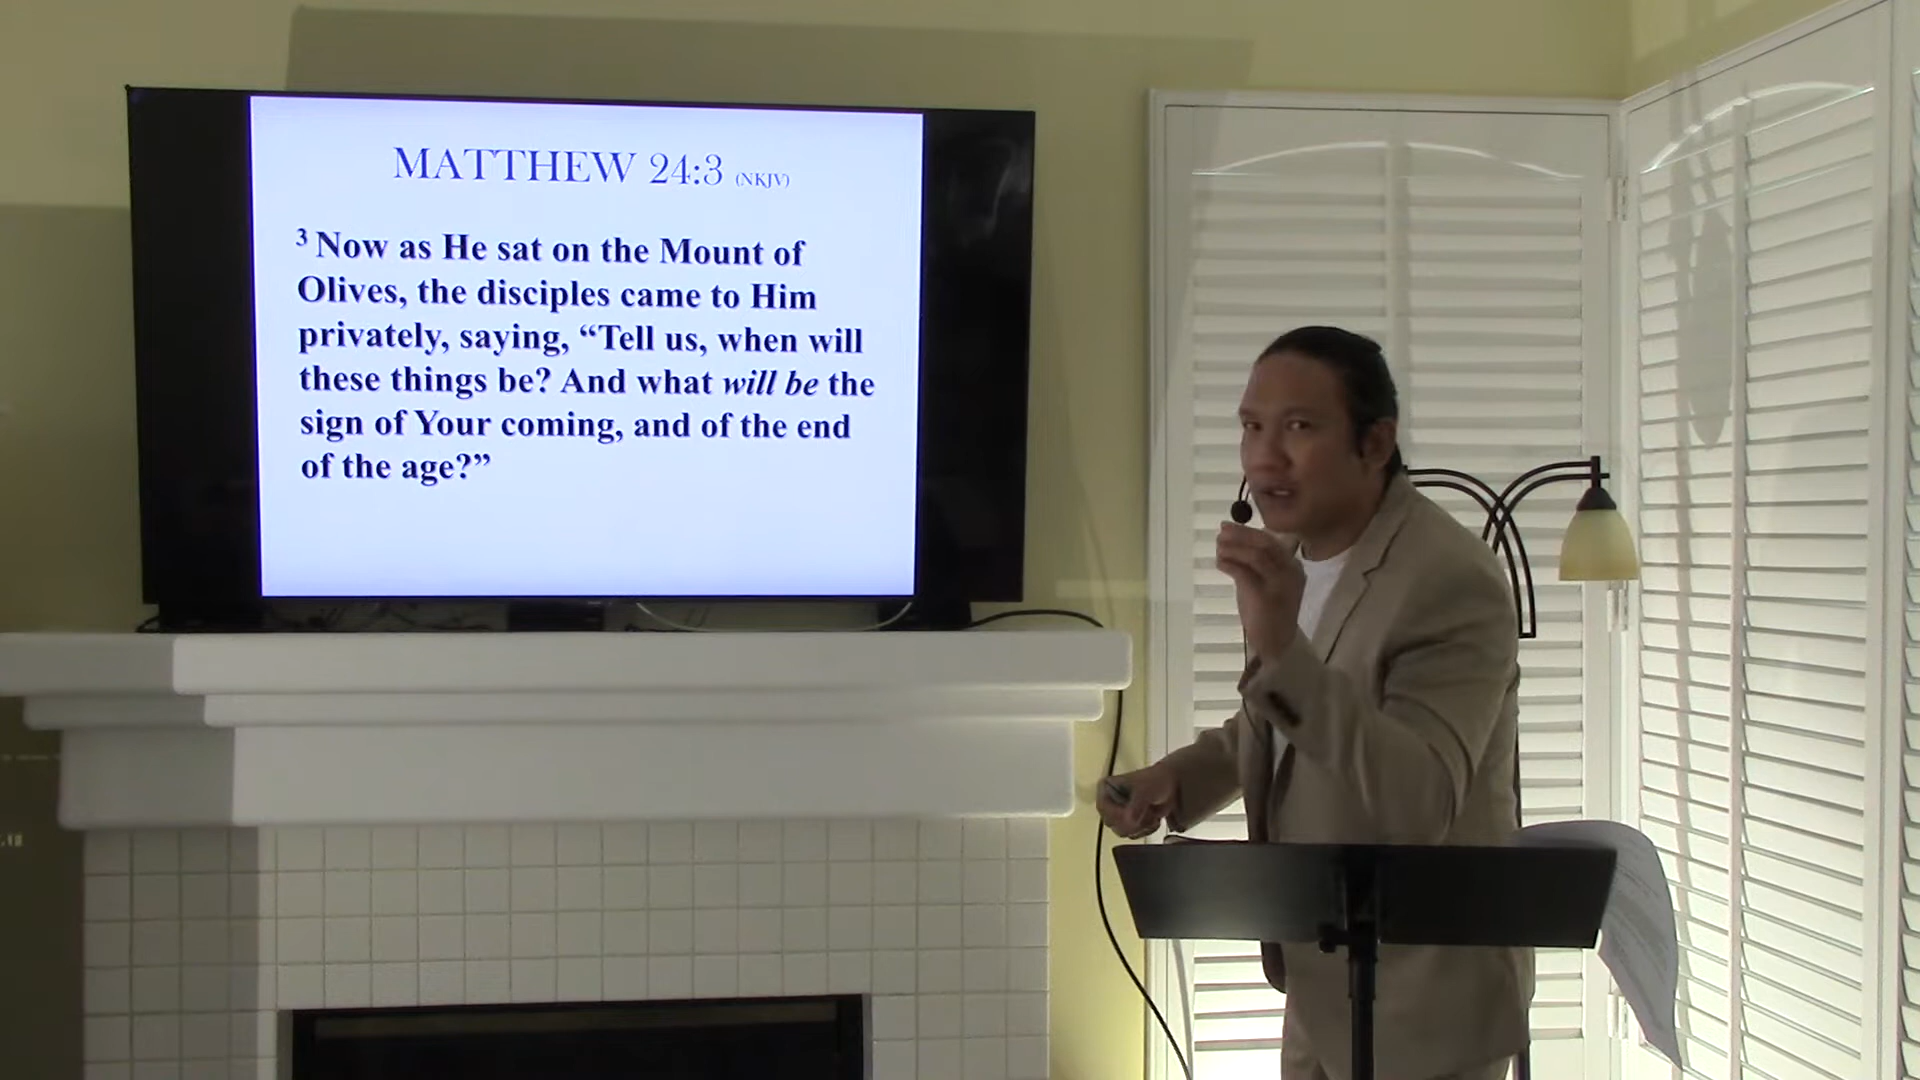 MATTHEW 24:3 (NKJV)
3 Now as He sat on the Mount of
Olives, the disciples came to Him
privately, saying, “Tell us, when will
these things be? And what will be the
sign of Your coming, and of the end
of the age?”